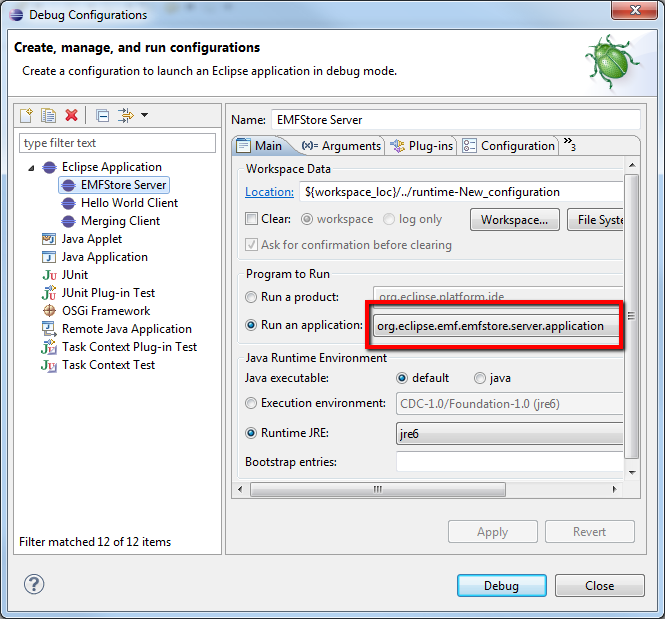 Debug Configurations
Create, manage, and run configurations
Create a configuration to launch an Eclipse application in debug mode.
type filter text
Eclipse Application
EMFStore Server
Hello World Client
Merging Client
Java Applet
Java Application
JUnit
JUnit Plug-in Test
OSGi Framework
Remote Java Application
Task Context Plug-in Test
Task Context Test
Filter matched 12 of 12 items
Name: EMFStore Server
Main (x)= Arguments Plug-ins Configuration »3
Workspace Data
Location: ${workspace_loc}/../runtime-New_configuration
Clear: workspace log only Workspace... File Syste
Ask for confirmation before clearing
Program to Run
Run a product: org.eclipse.platform.ide
Run an application: org.eclipse.emf.emfstore.server.application
Java Runtime Environment
Java executable: default java
Execution environment: CDC-1.0/Foundation-1.0 (jre6)
Runtime JRE: jre6
Bootstrap entries:
Apply Revert
? Debug Close